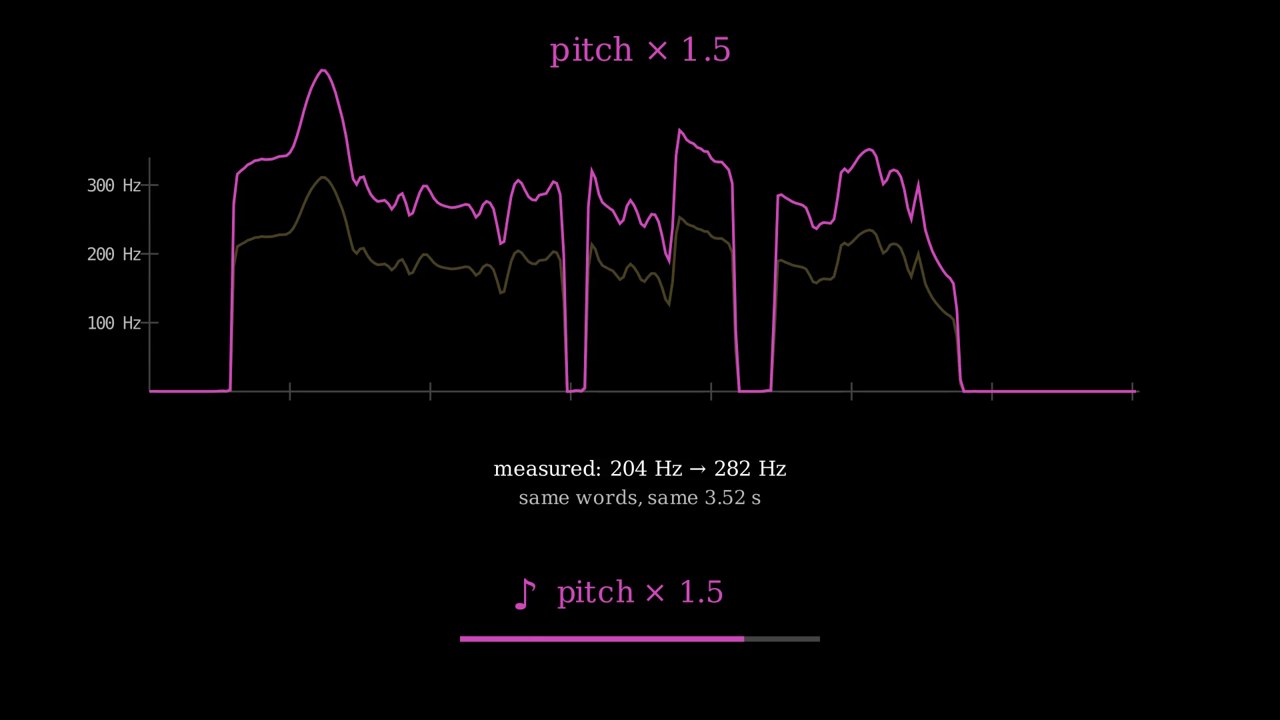 pitch × 1.5
300 Hz
200 Hz
100 Hz
measured: 204 Hz → 282 Hz
same words, same 3.52 s
♪ pitch × 1.5